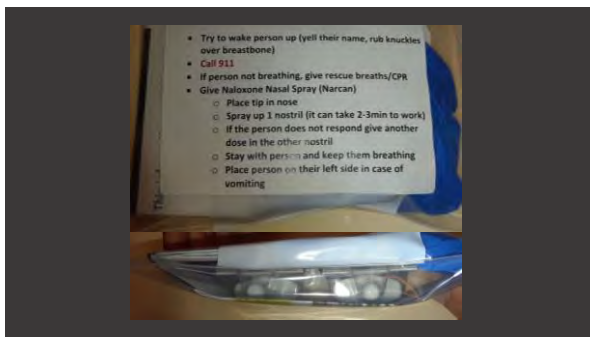 • Try to wake person up (yell their name, rub knuckles
over breastbone)
• Call 911
• If person not breathing, give rescue breaths/CPR
• Give Naloxone Nasal Spray (Narcan)
o Place tip in nose
o Spray up 1 nostril (it can take 2-3min to work)
o If the person does not respond give another
dose in the other nostril
o Stay with person and keep them breathing
o Place person on their left side in case of
vomiting